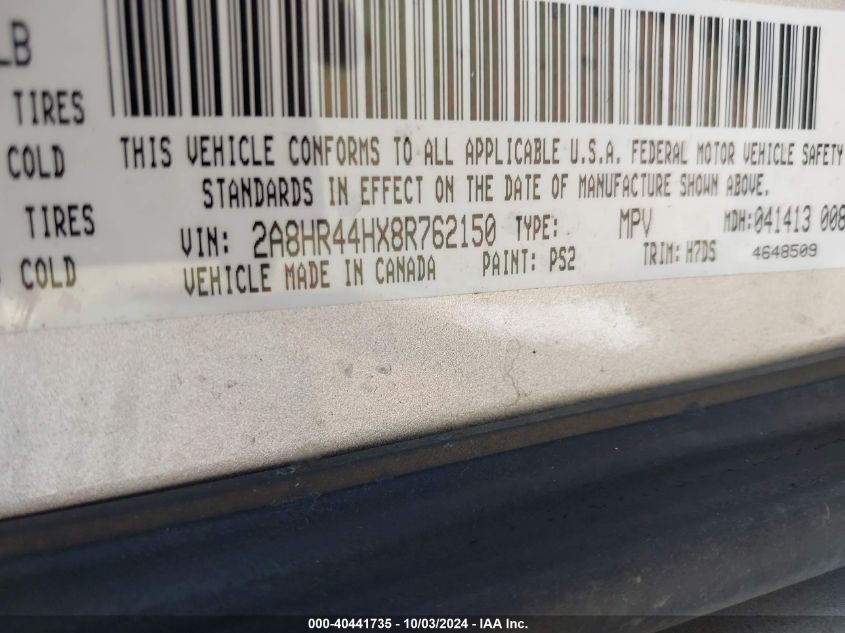 LB
TIRES
COLD
TIRES
COLD
THIS VEHICLE CONFORMS TO ALL APPLICABLE U.S.A. FEDERAL MOTOR VEHICLE SAFETY
STANDARDS IN EFFECT ON THE DATE OF MANUFACTURE SHOWN ABOVE.
VIN: 2A8HR44HX8R762150 TYPE: MPV MDH:041413 008
VEHICLE MADE IN CANADA PAINT: PS2 TRIM: H7DS 4648509
000-40441735 - 10/03/2024 - IAA Inc.